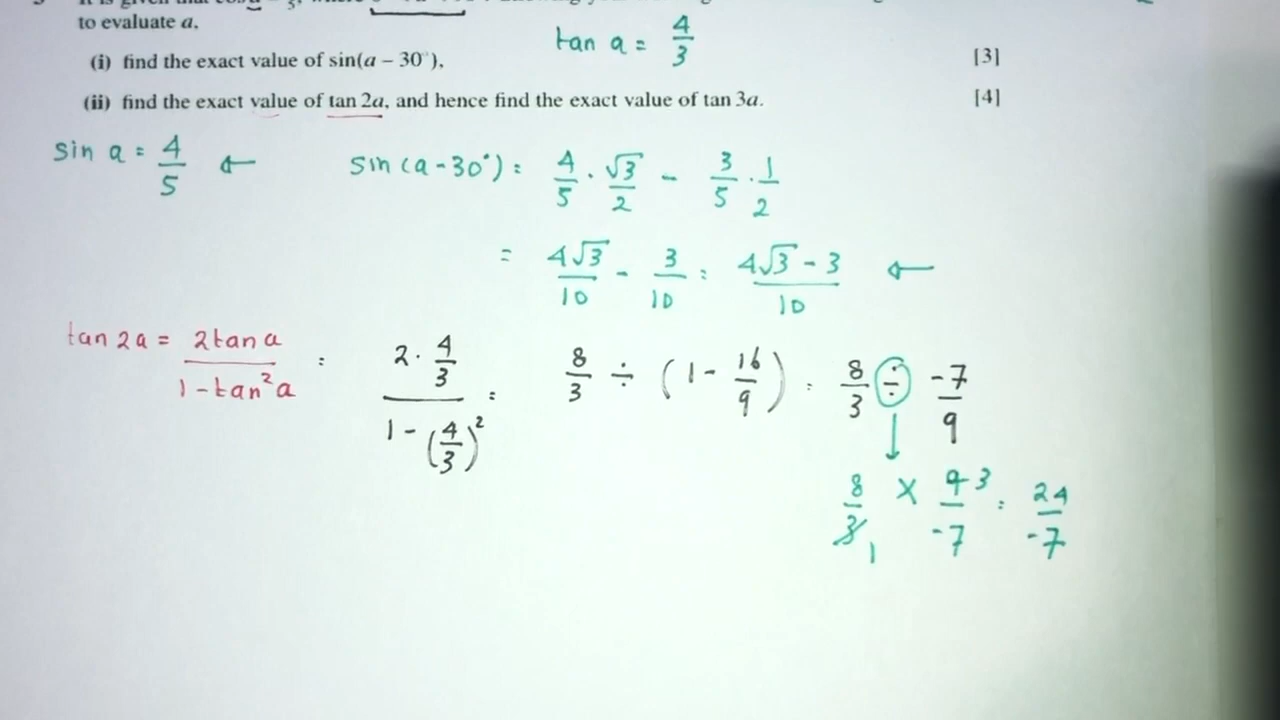 to evaluate a,
tan a = 4/3
(i) find the exact value of sin(a – 30°), [3]
(ii) find the exact value of tan 2a, and hence find the exact value of tan 3a. [4]
sin a = 4/5 ← sin (a - 30°) = 4/5 · √3/2 - 3/5 · 1/2
= 4√3/10 - 3/10 = 4√3 - 3/10 ←
tan 2a = 2tan a/1 - tan²a = 2 · 4/3/1 - (4/3)² = 8/3 ÷ (1 - 16/9) = 8/3 ÷ -7/9
8/3 1 × 9 3/-7 = 24/-7